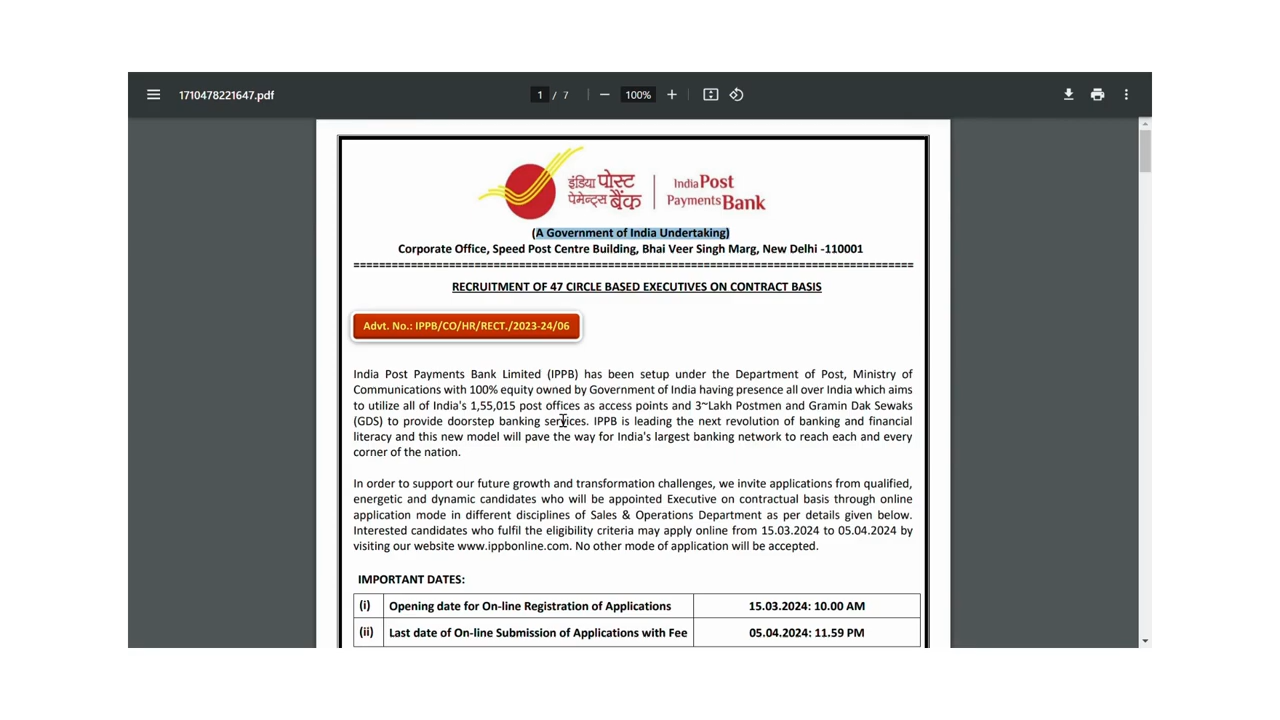 1710478221647.pdf
1 / 7
100%
इंडिया पोस्ट
पेमेन्ट्स बैंक
India Post
Payments Bank
(A Government of India Undertaking)
Corporate Office, Speed Post Centre Building, Bhai Veer Singh Marg, New Delhi -110001
==========================================================================================
RECRUITMENT OF 47 CIRCLE BASED EXECUTIVES ON CONTRACT BASIS
Advt. No.: IPPB/CO/HR/RECT./2023-24/06
India Post Payments Bank Limited (IPPB) has been setup under the Department of Post, Ministry of
Communications with 100% equity owned by Government of India having presence all over India which aims
to utilize all of India's 1,55,015 post offices as access points and 3~Lakh Postmen and Gramin Dak Sewaks
(GDS) to provide doorstep banking services. IPPB is leading the next revolution of banking and financial
literacy and this new model will pave the way for India's largest banking network to reach each and every
corner of the nation.
In order to support our future growth and transformation challenges, we invite applications from qualified,
energetic and dynamic candidates who will be appointed Executive on contractual basis through online
application mode in different disciplines of Sales & Operations Department as per details given below.
Interested candidates who fulfil the eligibility criteria may apply online from 15.03.2024 to 05.04.2024 by
visiting our website www.ippbonline.com. No other mode of application will be accepted.
IMPORTANT DATES:
(i) Opening date for On-line Registration of Applications 15.03.2024: 10.00 AM
(ii) Last date of On-line Submission of Applications with Fee 05.04.2024: 11.59 PM